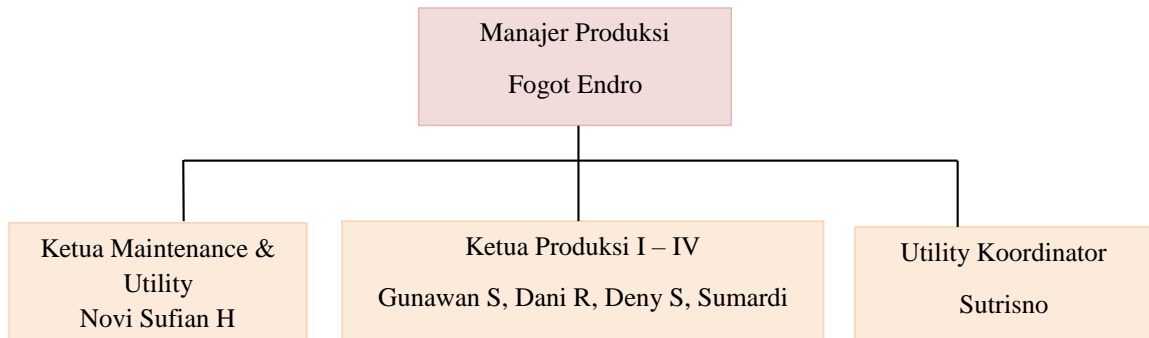 Manajer Produksi
Fogot Endro
Ketua Maintenance &
Utility
Novi Sufian H
Ketua Produksi I – IV
Gunawan S, Dani R, Deny S, Sumardi
Utility Koordinator
Sutrisno